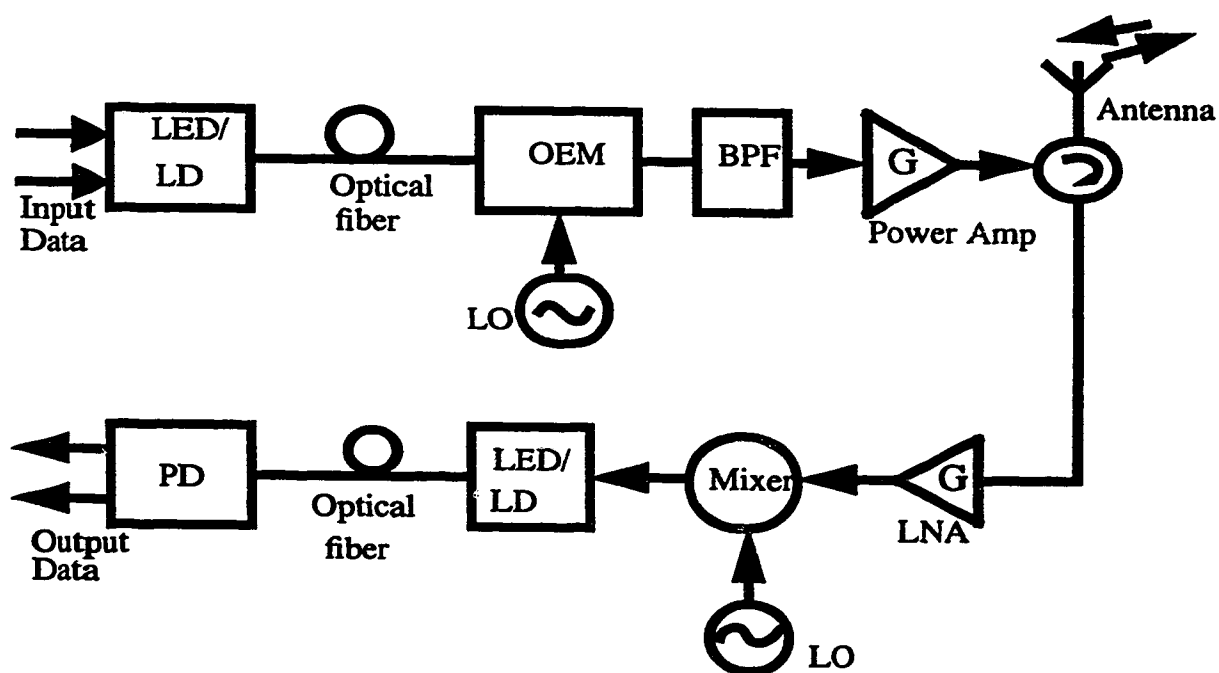 LED/
LD
OEM
BPF
G
Antenna
Input
Data
Optical
fiber
Power Amp
LO
PD
Optical
fiber
LED/
LD
Mixer
G
LNA
Output
Data
LO